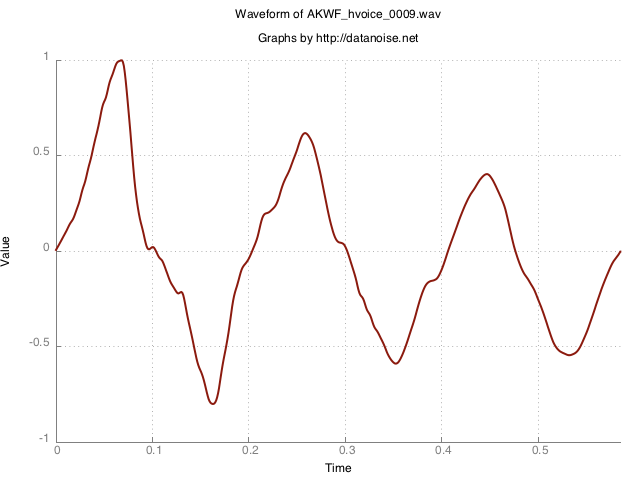 Waveform of AKWF_hvoice_0009.wav
Graphs by http://datanoise.net
1
0.5
0
-0.5
-1
Value
0 0.1 0.2 0.3 0.4 0.5
Time